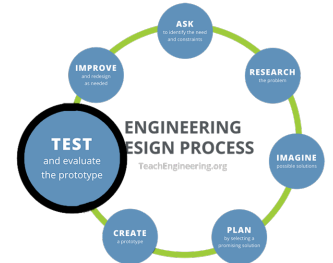 ASK
to identify the need
and constraints
RESEARCH
the problem
IMAGINE
possible solutions
PLAN
by selecting a
promising solution
CREATE
a prototype
TEST
and evaluate
the prototype
IMPROVE
and redesign
as needed
ENGINEERING
ESIGN PROCESS
TeachEngineering.org